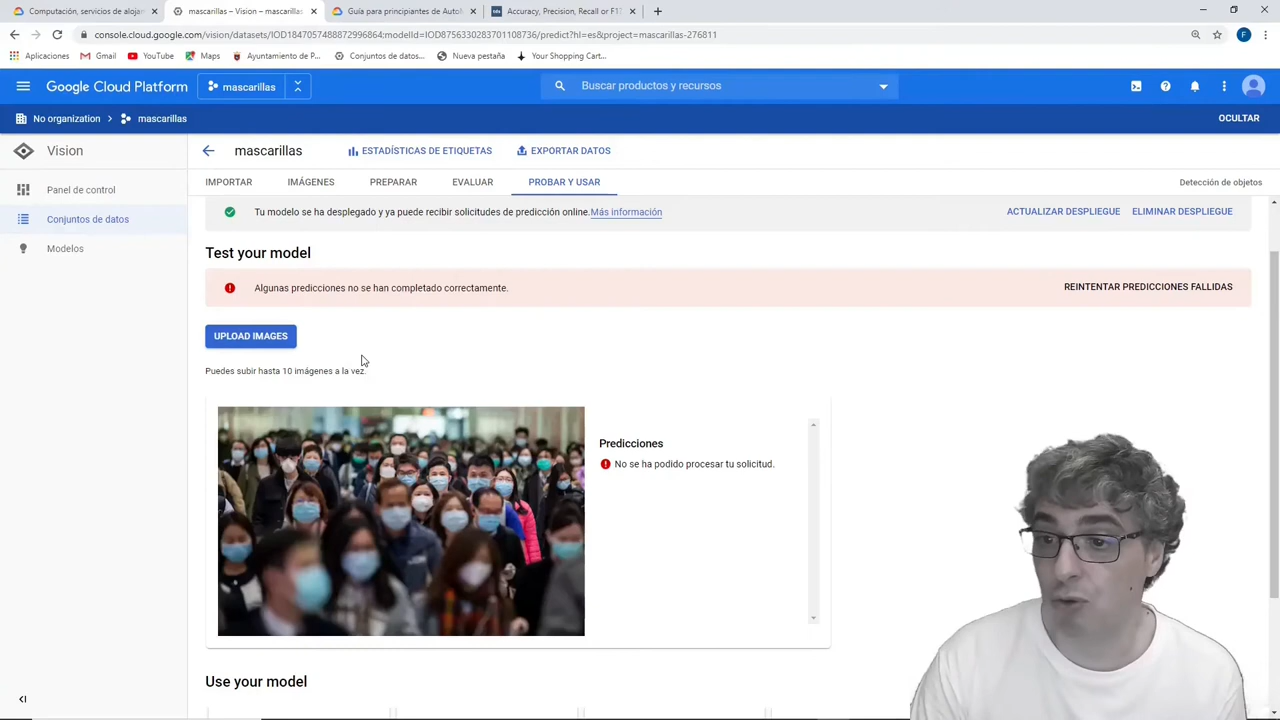 Computación, servicios de alojam
mascarillas – Vision – mascarillas
Guía para principiantes de AutoM
Accuracy, Precision, Recall or F1?
console.cloud.google.com/vision/datasets/IOD1847057488872996864;modelId=IOD8756330283701108736/predict?hl=es&project=mascarillas-276811
F
Aplicaciones
Gmail
YouTube
Maps
Ayuntamiento de P...
Conjuntos de datos...
Nueva pestaña
Your Shopping Cart...
Google Cloud Platform
mascarillas
Buscar productos y recursos
No organization
mascarillas
OCULTAR
Vision
mascarillas
ESTADÍSTICAS DE ETIQUETAS
EXPORTAR DATOS
Panel de control
Conjuntos de datos
Modelos
IMPORTAR
IMÁGENES
PREPARAR
EVALUAR
PROBAR Y USAR
Detección de objetos
Tu modelo se ha desplegado y ya puede recibir solicitudes de predicción online. Más información
ACTUALIZAR DESPLIEGUE
ELIMINAR DESPLIEGUE
Test your model
Algunas predicciones no se han completado correctamente.
REINTENTAR PREDICCIONES FALLIDAS
UPLOAD IMAGES
Puedes subir hasta 10 imágenes a la vez.
Predicciones
No se ha podido procesar tu solicitud.
Use your model